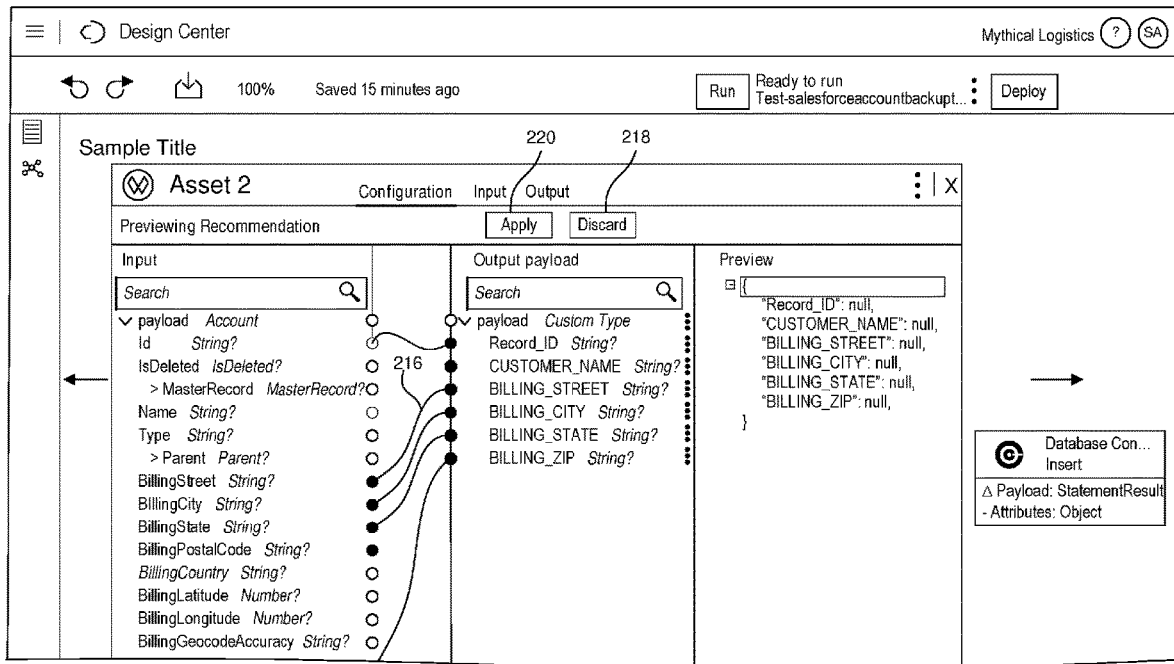 Design Center
Mythical Logistics ? SA
100% Saved 15 minutes ago
Run Ready to run
Test-salesforceaccountbackupt... Deploy
Sample Title
220 218
Asset 2 Configuration Input Output X
Previewing Recommendation Apply Discard
Input Output payload Preview
Search Search {
payload Account payload Custom Type "Record_ID": null,
Id String? Record_ID String? "CUSTOMER_NAME": null,
IsDeleted IsDeleted? 216 CUSTOMER_NAME String? "BILLING_STREET": null,
> MasterRecord MasterRecord? BILLING_STREET String? "BILLING_CITY": null,
Name String? BILLING_CITY String? "BILLING_STATE": null,
Type String? BILLING_STATE String? "BILLING_ZIP": null,
> Parent Parent? BILLING_ZIP String? }
BillingStreet String?
BillingCity String?
BillingState String?
BillingPostalCode String?
BillingCountry String?
BillingLatitude Number?
BillingLongitude Number?
BillingGeocodeAccuracy String?
Database Con...
Insert
Δ Payload: StatementResult
- Attributes: Object